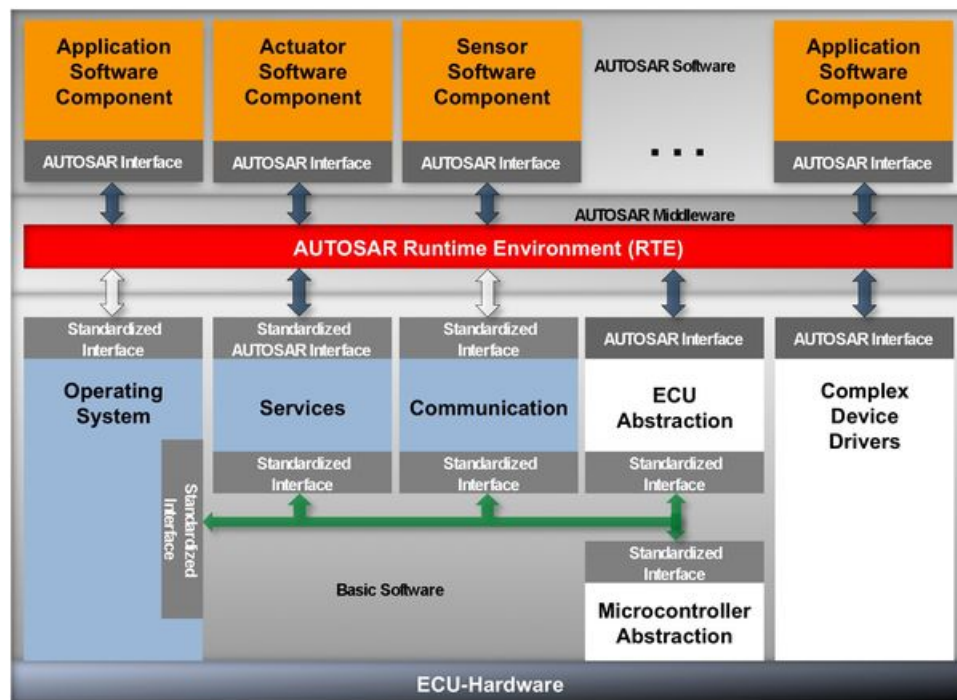 Application
Software
Component
AUTOSAR Interface
Actuator
Software
Component
AUTOSAR Interface
Sensor
Software
Component
AUTOSAR Interface
AUTOSAR Software
...
Application
Software
Component
AUTOSAR Interface
AUTOSAR Middleware
AUTOSAR Runtime Environment (RTE)
Standardized
Interface
Operating
System
Standardized
Interface
Standardized
AUTOSAR Interface
Services
Standardized
Interface
Standardized
Interface
Communication
Standardized
Interface
AUTOSAR Interface
ECU
Abstraction
Standardized
Interface
AUTOSAR Interface
Complex
Device
Drivers
Standardized
Interface
Microcontroller
Abstraction
Basic Software
ECU-Hardware